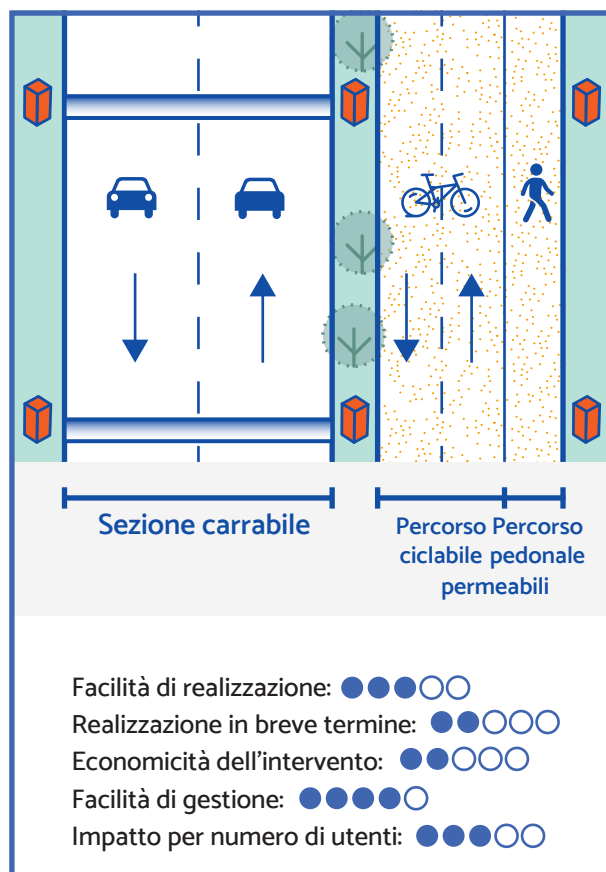 Sezione carrabile
Percorso Percorso
ciclabile pedonale
permeabili
Facilità di realizzazione:
Realizzazione in breve termine:
Economicità dell'intervento:
Facilità di gestione:
Impatto per numero di utenti: